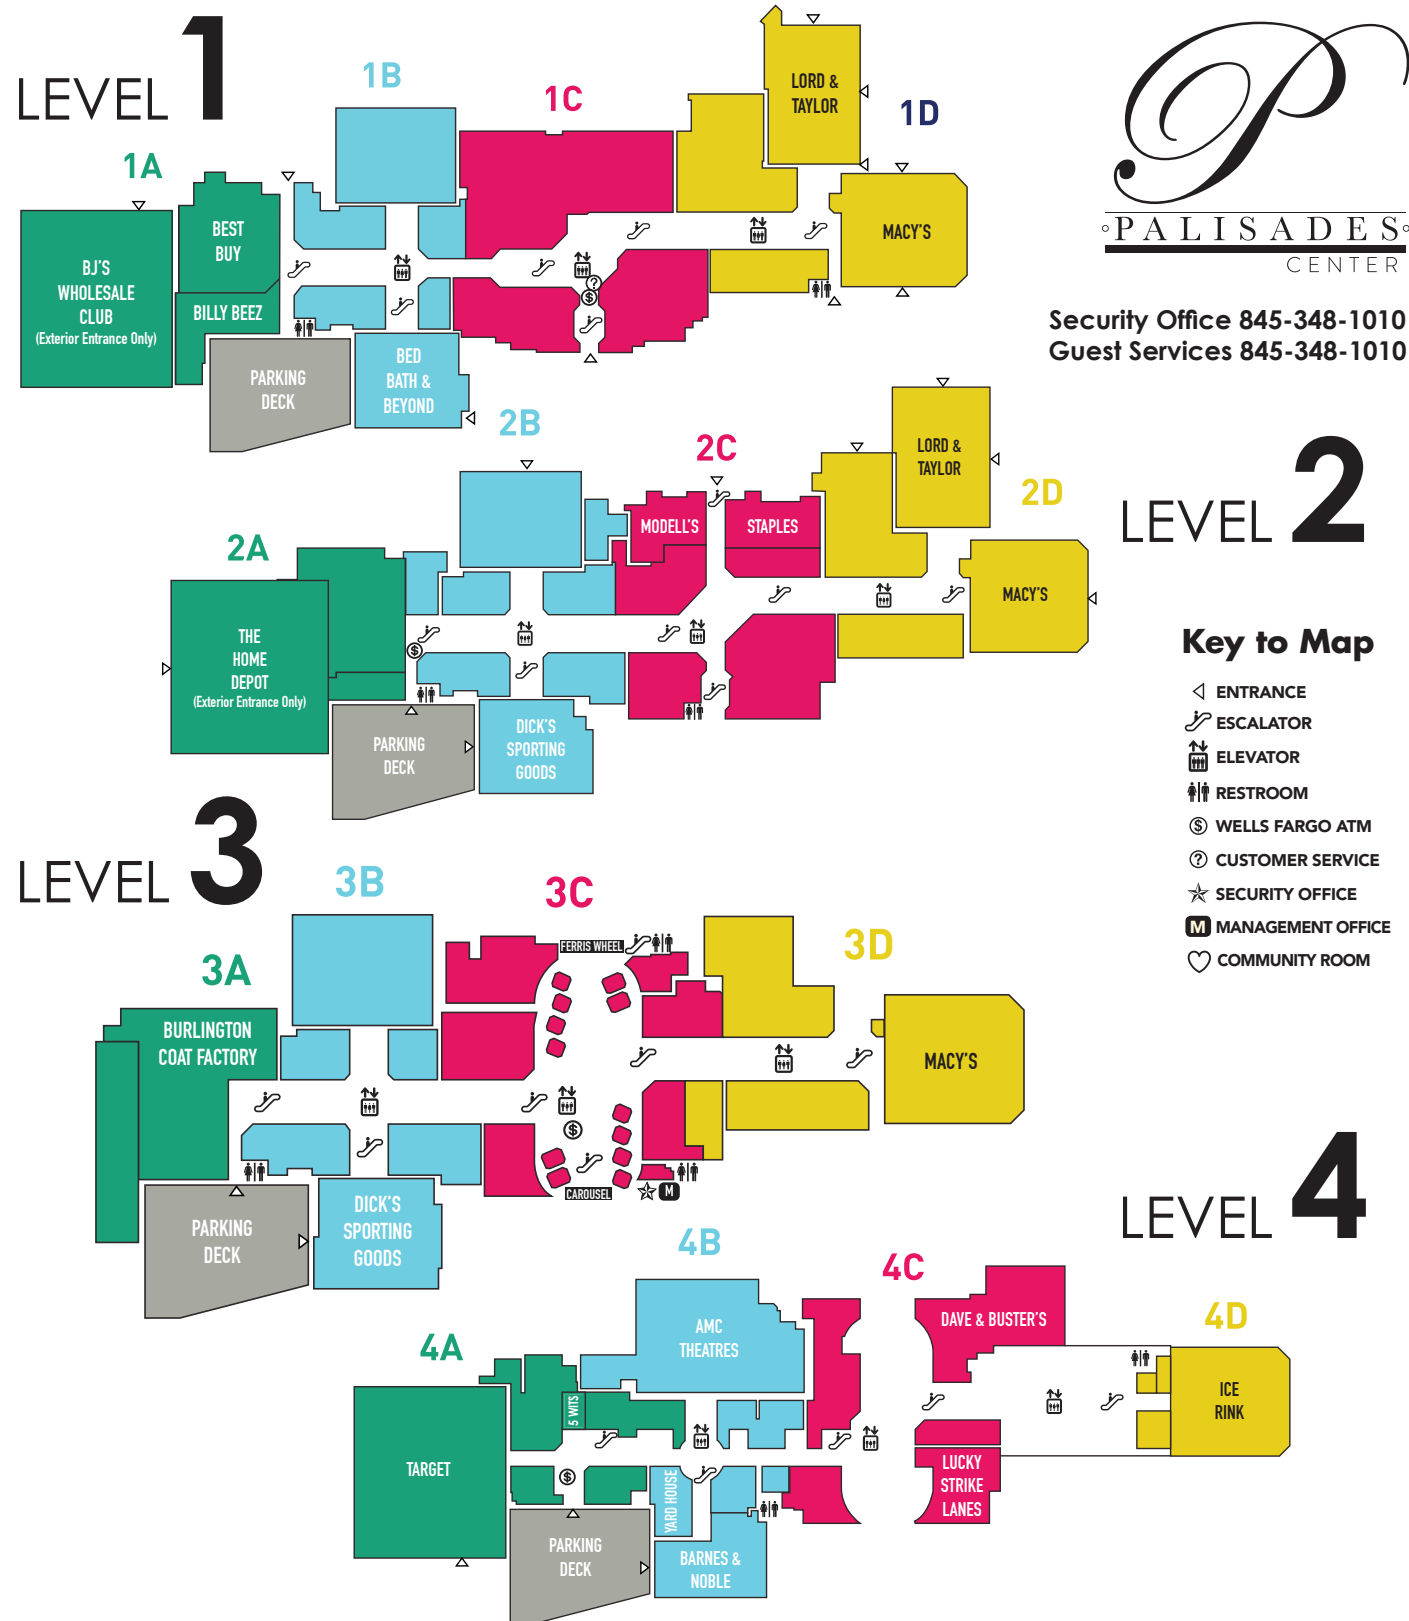 LEVEL 1
1A
1B
1C
1D
LORD &
TAYLOR
MACY'S
BEST
BUY
BJ'S
WHOLESALE
CLUB
(Exterior Entrance Only)
BILLY BEEZ
PARKING
DECK
BED
BATH &
BEYOND
P
PALISADES
CENTER
Security Office 845-348-1010
Guest Services 845-348-1010
LEVEL 2
2A
2B
2C
2D
LORD &
TAYLOR
MODELL'S
STAPLES
MACY'S
THE
HOME
DEPOT
(Exterior Entrance Only)
PARKING
DECK
DICK'S
SPORTING
GOODS
Key to Map
ENTRANCE
ESCALATOR
ELEVATOR
RESTROOM
$ WELLS FARGO ATM
? CUSTOMER SERVICE
SECURITY OFFICE
M MANAGEMENT OFFICE
COMMUNITY ROOM
LEVEL 3
3A
3B
3C
3D
FERRIS WHEEL
BURLINGTON
COAT FACTORY
MACY'S
CAROUSEL
M
PARKING
DECK
DICK'S
SPORTING
GOODS
LEVEL 4
4A
4B
4C
4D
AMC
THEATRES
DAVE & BUSTER'S
5 WITS
ICE
RINK
TARGET
YARD HOUSE
LUCKY
STRIKE
LANES
PARKING
DECK
BARNES &
NOBLE